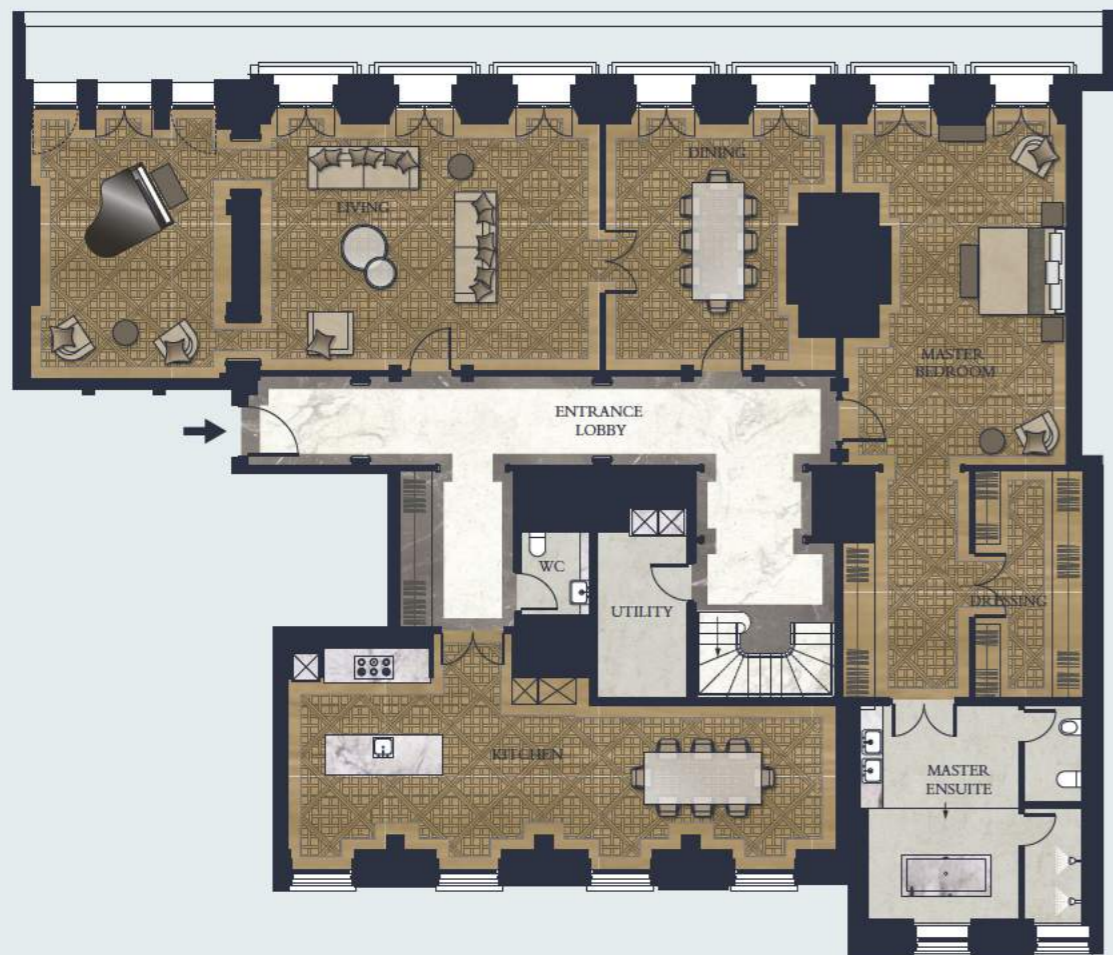 DINING
LIVING
MASTER
BEDROOM
ENTRANCE
LOBBY
WC
UTILITY
DRESSING
KITCHEN
MASTER
ENSUITE